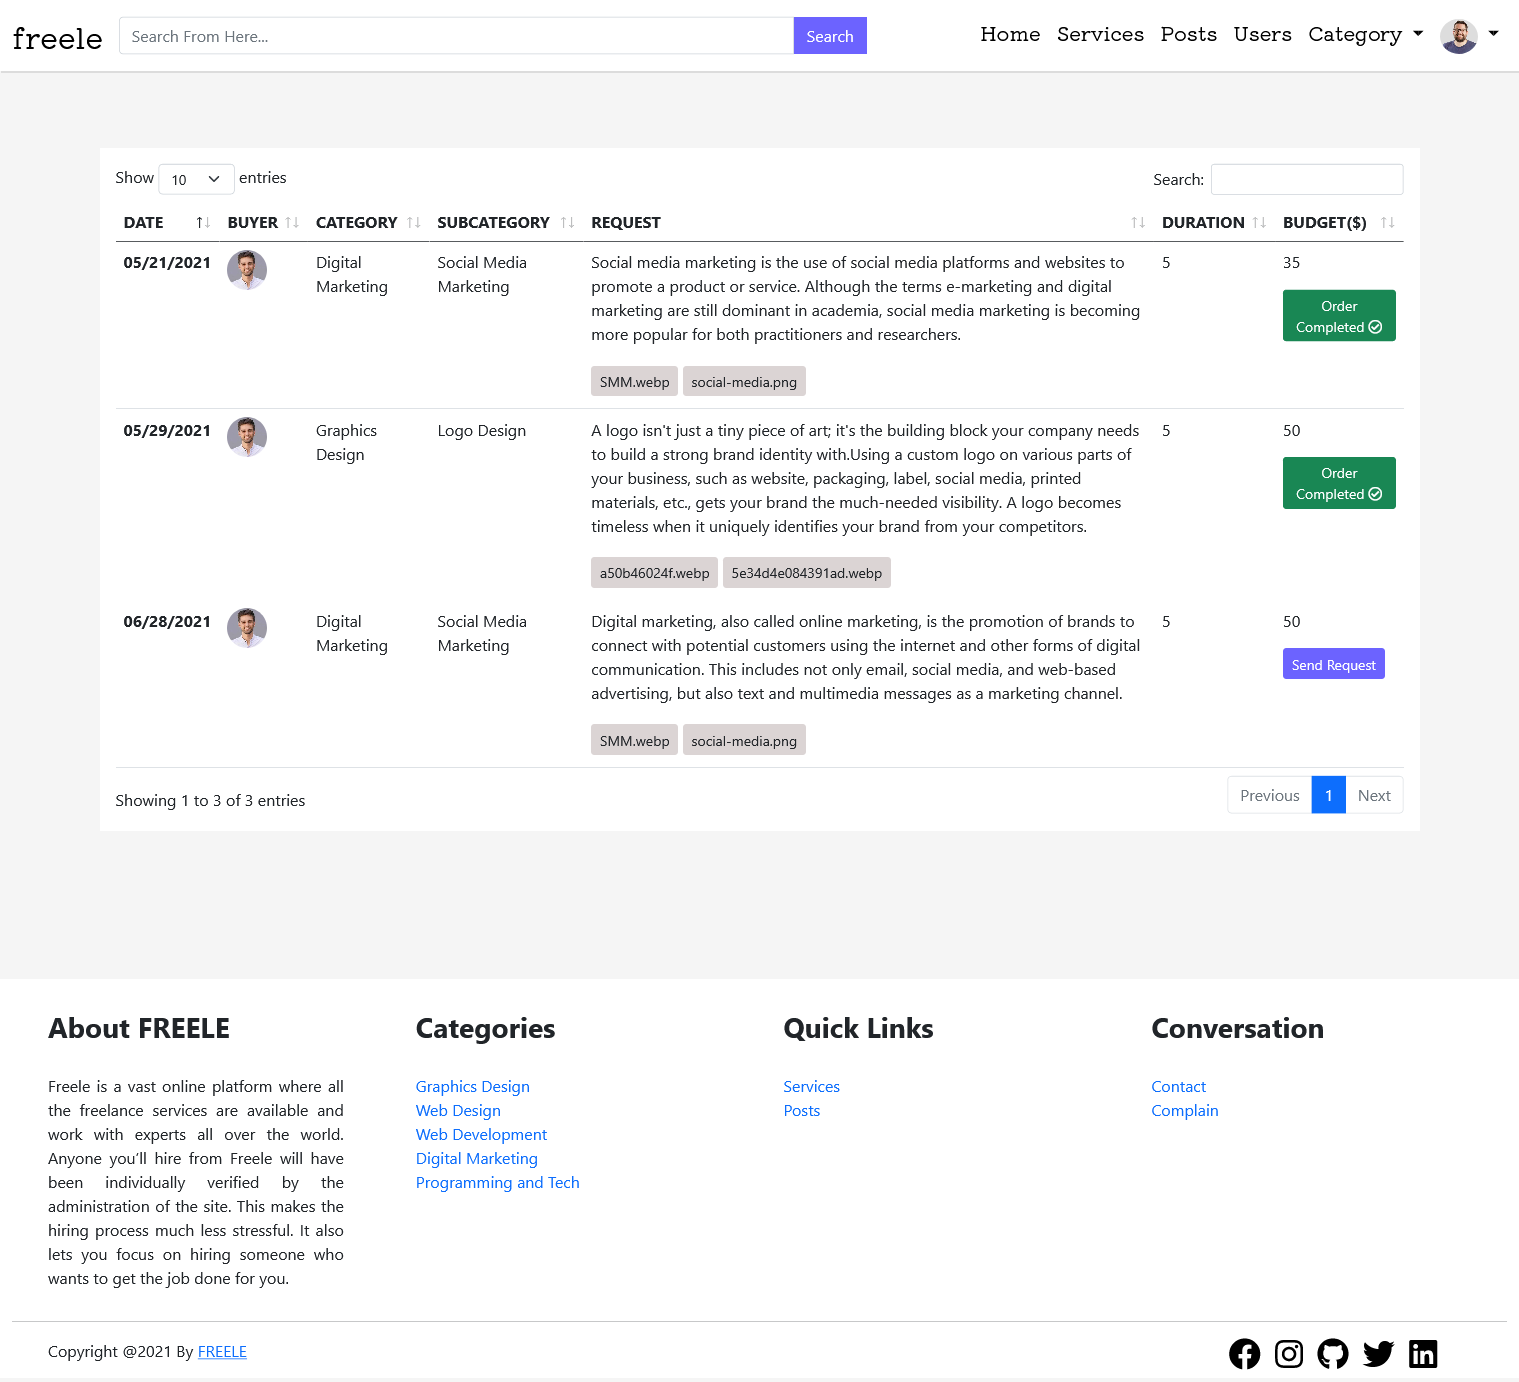 freele
Search From Here...
Search
Home Services Posts Users Category
Show 10 entries
Search:
DATE BUYER CATEGORY SUBCATEGORY REQUEST DURATION BUDGET($)
05/21/2021
Digital
Marketing
Social Media
Marketing
Social media marketing is the use of social media platforms and websites to
promote a product or service. Although the terms e-marketing and digital
marketing are still dominant in academia, social media marketing is becoming
more popular for both practitioners and researchers.
SMM.webp social-media.png
5
35
Order
Completed
05/29/2021
Graphics
Design
Logo Design
A logo isn't just a tiny piece of art; it's the building block your company needs
to build a strong brand identity with.Using a custom logo on various parts of
your business, such as website, packaging, label, social media, printed
materials, etc., gets your brand the much-needed visibility. A logo becomes
timeless when it uniquely identifies your brand from your competitors.
a50b46024f.webp 5e34d4e084391ad.webp
5
50
Order
Completed
06/28/2021
Digital
Marketing
Social Media
Marketing
Digital marketing, also called online marketing, is the promotion of brands to
connect with potential customers using the internet and other forms of digital
communication. This includes not only email, social media, and web-based
advertising, but also text and multimedia messages as a marketing channel.
SMM.webp social-media.png
5
50
Send Request
Showing 1 to 3 of 3 entries
Previous 1 Next
About FREELE
Freele is a vast online platform where all
the freelance services are available and
work with experts all over the world.
Anyone you'll hire from Freele will have
been individually verified by the
administration of the site. This makes the
hiring process much less stressful. It also
lets you focus on hiring someone who
wants to get the job done for you.
Categories
Graphics Design
Web Design
Web Development
Digital Marketing
Programming and Tech
Quick Links
Services
Posts
Conversation
Contact
Complain
Copyright @2021 By FREELE